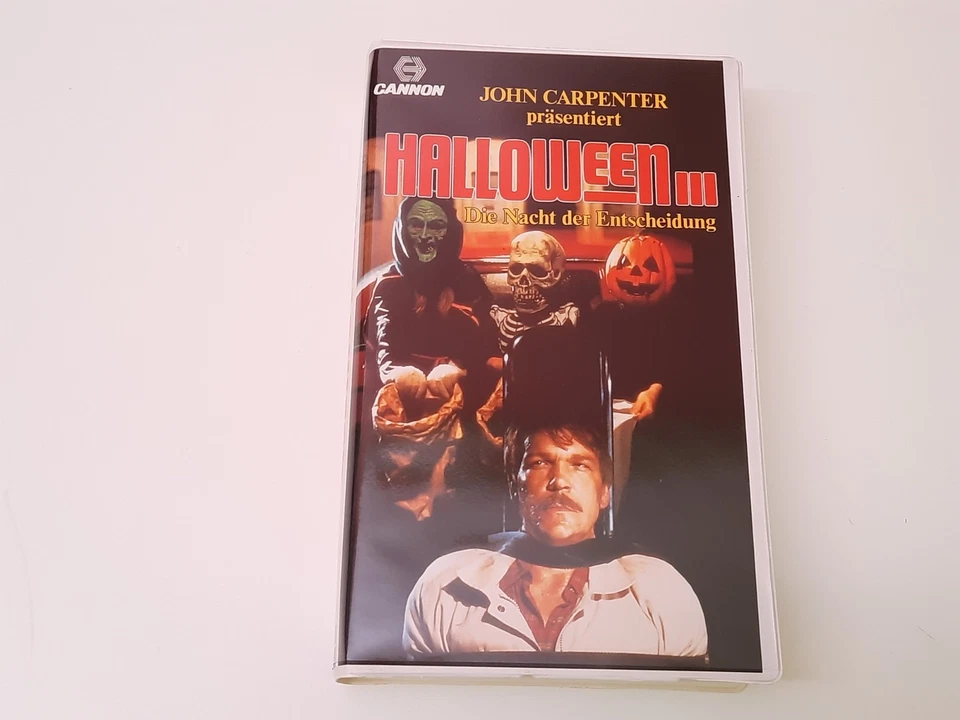 CANNON
JOHN CARPENTER
präsentiert
HALLOWEEN III
Die Nacht der Entscheidung